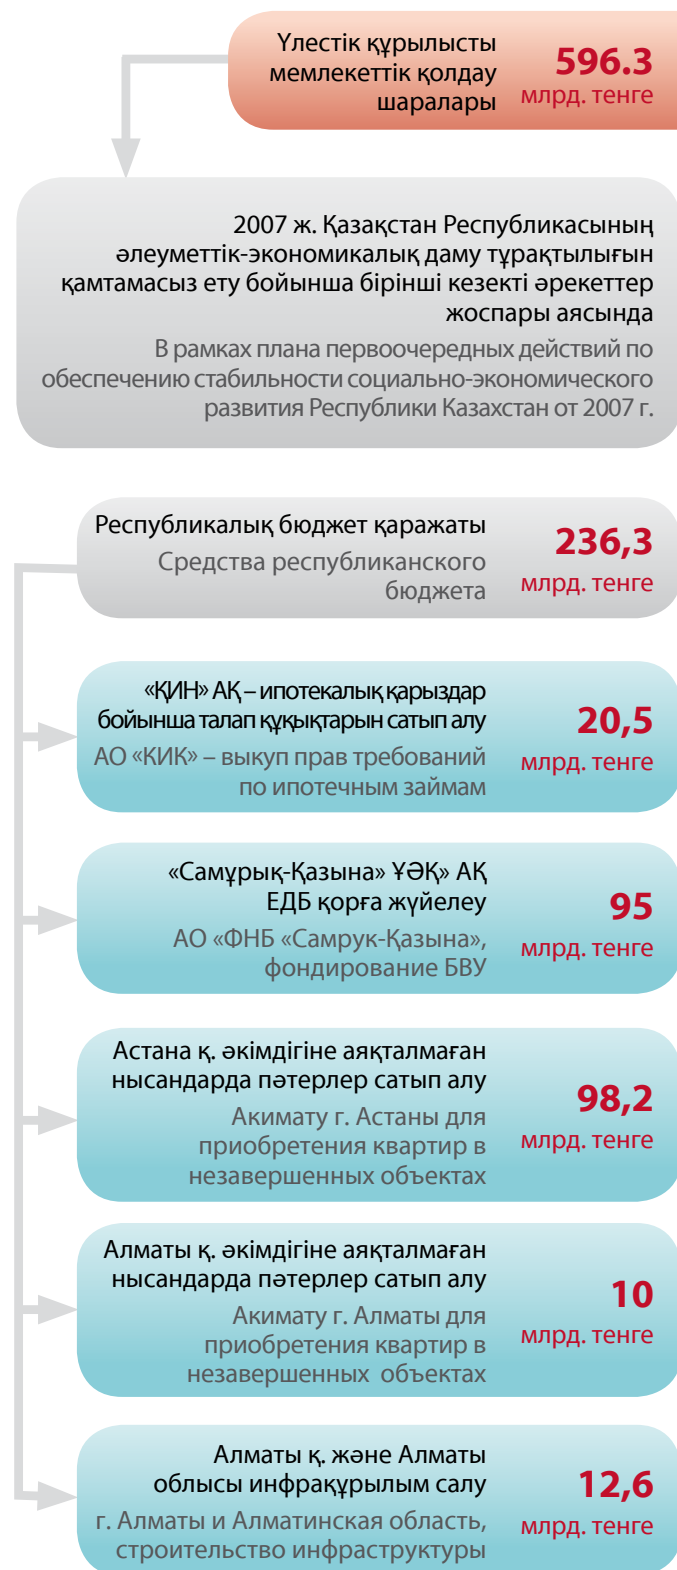 Үлестік құрылысты
мемлекеттік қолдау
шаралары
596.3
млрд. тенге
2007 ж. Қазақстан Республикасының
әлеуметтік-экономикалық даму тұрақтылығын
қамтамасыз ету бойынша бірінші кезекті әрекеттер
жоспары аясында
В рамках плана первоочередных действий по
обеспечению стабильности социально-экономического
развития Республики Казахстан от 2007 г.
Республикалық бюджет қаражаты
Средства республиканского
бюджета
236,3
млрд. тенге
«ҚИН» АҚ – ипотекалық қарыздар
бойынша талап құқықтарын сатып алу
АО «КИК» – выкуп прав требований
по ипотечным займам
20,5
млрд. тенге
«Самұрық-Қазына» ҰӘҚ» АҚ
ЕДБ қорға жүйелеу
АО «ФНБ «Самрук-Қазына»,
фондирование БВУ
95
млрд. тенге
Астана қ. әкімдігіне аяқталмаған
нысандарда пәтерлер сатып алу
Акимату г. Астаны для
приобретения квартир в
незавершенных объектах
98,2
млрд. тенге
Алматы қ. әкімдігіне аяқталмаған
нысандарда пәтерлер сатып алу
Акимату г. Алматы для
приобретения квартир в
незавершенных объектах
10
млрд. тенге
Алматы қ. және Алматы
облысы инфрақұрылым салу
г. Алматы и Алматинская область,
строительство инфраструктуры
12,6
млрд. тенге